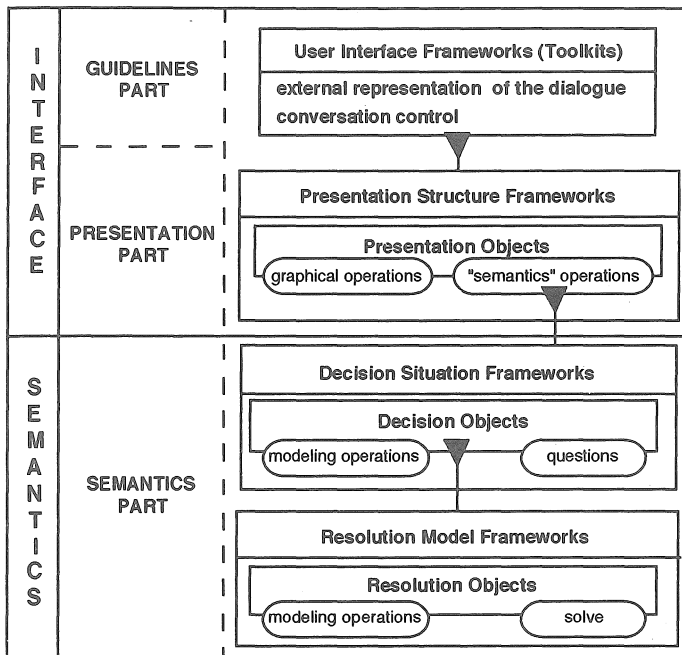 INTERFACE
GUIDELINES
PART
User Interface Frameworks (Toolkits)
external representation of the dialogue
conversation control
PRESENTATION
PART
Presentation Structure Frameworks
Presentation Objects
graphical operations
"semantics" operations
SEMANTICS
SEMANTICS
PART
Decision Situation Frameworks
Decision Objects
modeling operations
questions
Resolution Model Frameworks
Resolution Objects
modeling operations
solve